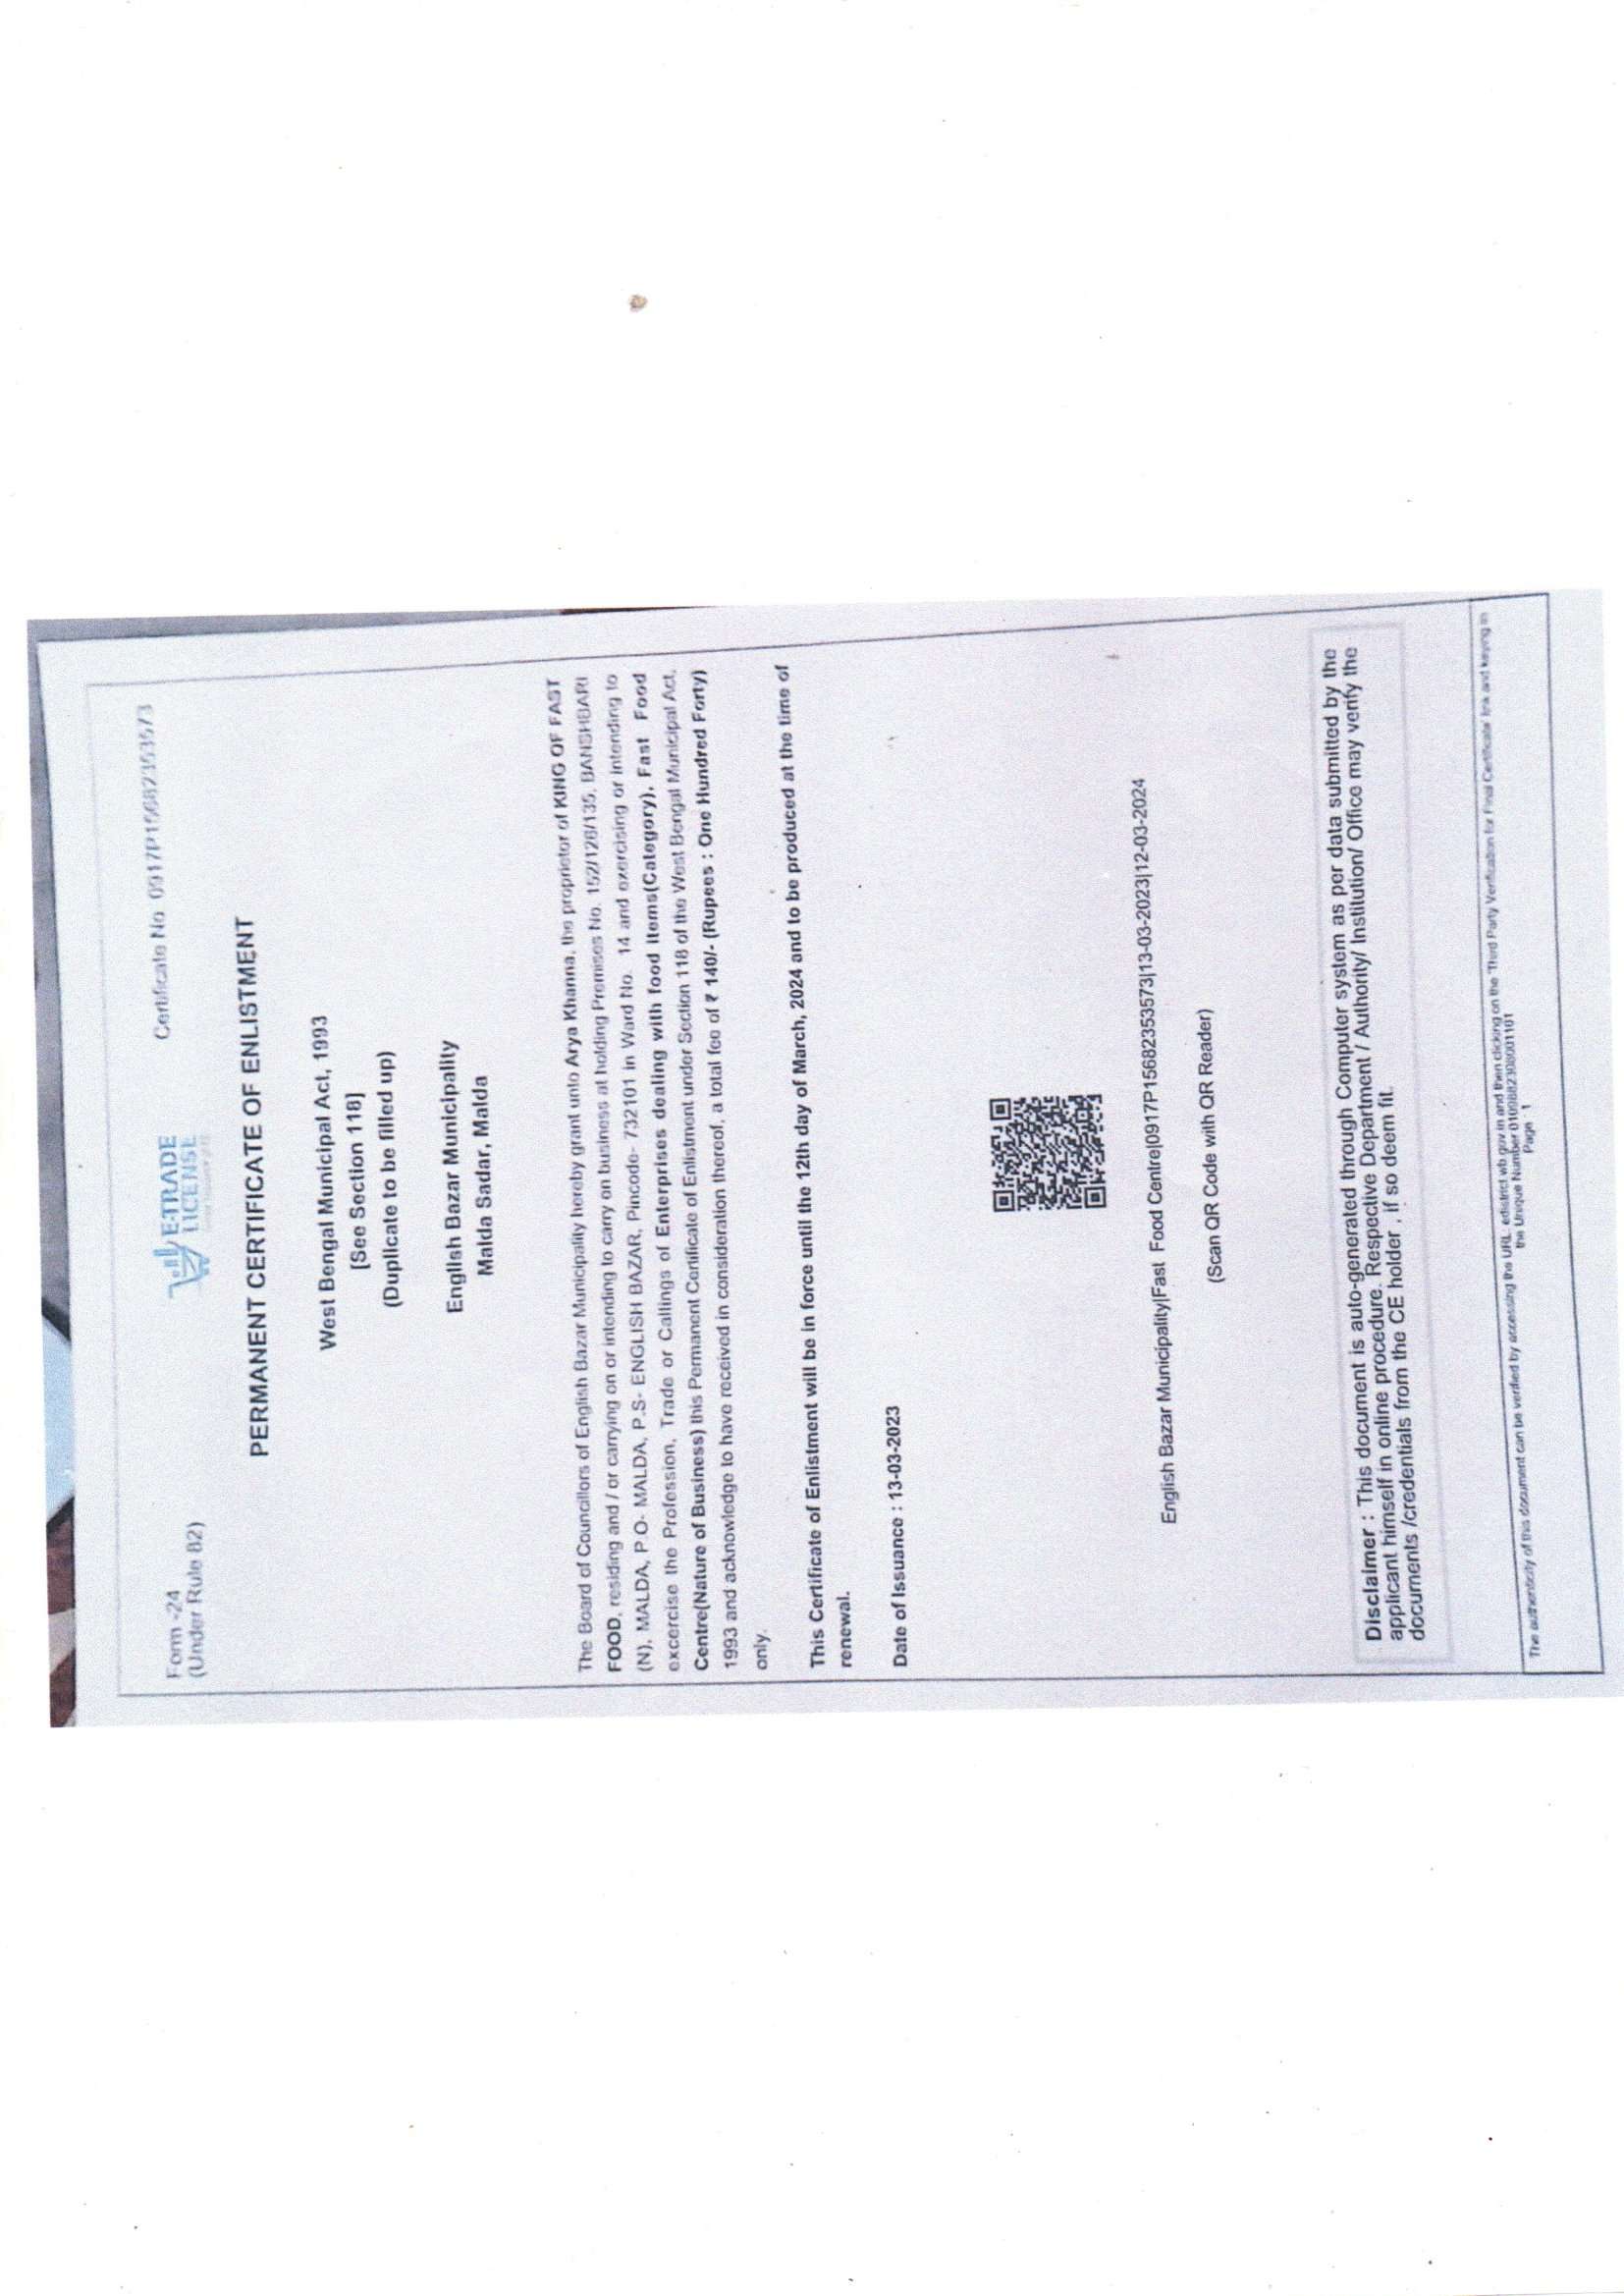 Form -24
(Under Rule 82)
E-TRADE
LICENSE
Certificate No 0917P15682353573
PERMANENT CERTIFICATE OF ENLISTMENT
West Bengal Municipal Act, 1993
[See Section 118]
(Duplicate to be filled up)
English Bazar Municipality
Malda Sadar, Malda
The Board of Councillors of English Bazar Municipality hereby grant unto Arya Khanna, the proprietor of KING OF FAST
FOOD, residing and / or carrying on or intending to carry on business at holding Premises No. 152/126/135, BANSHBARI
(N), MALDA, P O- MALDA, P.S- ENGLISH BAZAR, Pincode- 732101 in Ward No. 14 and exercising or intending to
excercise the Profession, Trade or Callings of Enterprises dealing with food items(Category), Fast Food
Centre(Nature of Business) this Permanent Certificate of Enlistment under Section 118 of the West Bengal Municipal Act,
1993 and acknowledge to have received in consideration thereof, a total fee of ₹ 140/- (Rupees : One Hundred Forty)
only.
This Certificate of Enlistment will be in force until the 12th day of March, 2024 and to be produced at the time of
renewal.
Date of Issuance : 13-03-2023
English Bazar Municipality|Fast Food Centre|0917P1568235353573|13-03-2023|12-03-2024
(Scan QR Code with QR Reader)
Disclaimer : This document is auto-generated through Computer system as per data submitted by the
applicant himself in online procedure. Respective Department / Authority/ Institution/ Office may verify the
documents /credentials from the CE holder , if so deem fit.
The authenticity of this document can be verified by accessing the URL: edistrict.wb.gov.in and then clicking on the 'Third Party Verification for Final Certificate' link and keying in
the Unique Number
Page 1